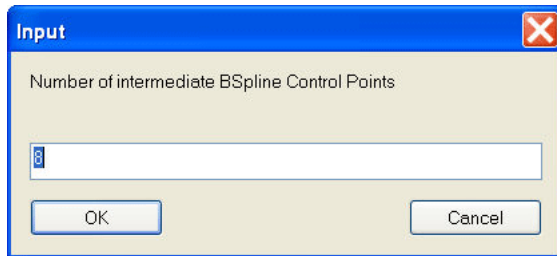 Input
Number of intermediate BSpline Control Points
8
OK
Cancel